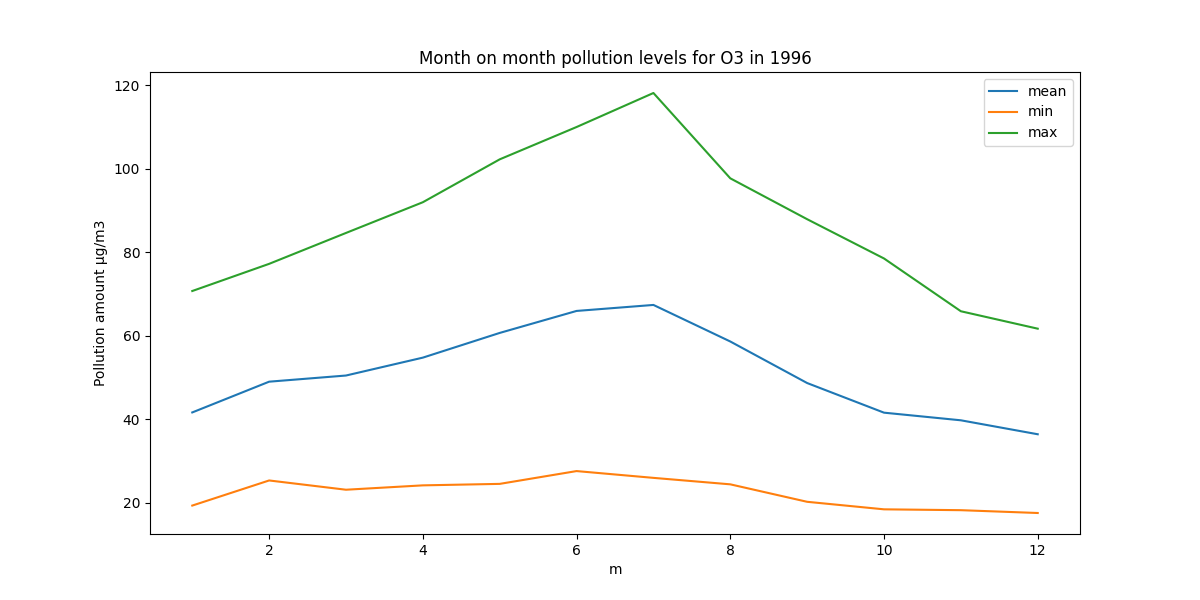 Month on month pollution levels for O3 in 1996
mean
min
max
120
100
80
60
40
20
Pollution amount µg/m3
2 4 6 8 10 12
m